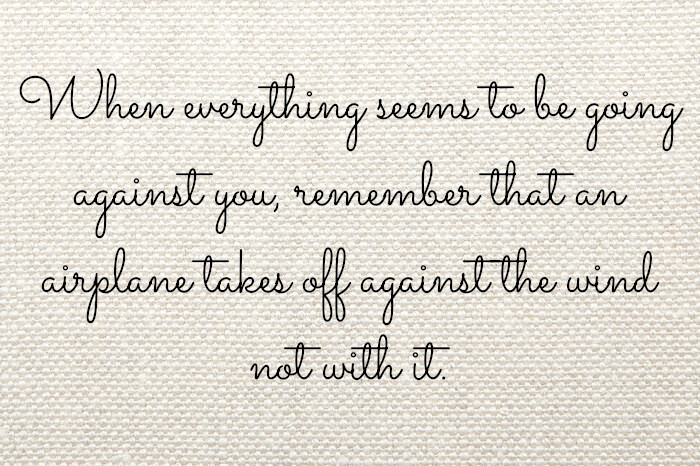 When everything seems to be going
against you, remember that an
airplane takes off against the wind
not with it.